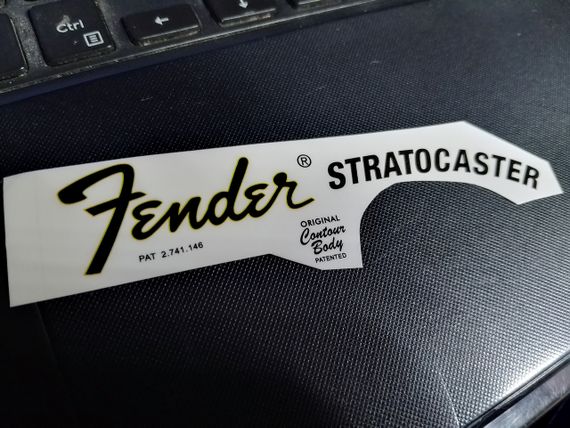 Ctrl
Fender® STRATOCASTER
PAT 2.741.146
ORIGINAL
Contour
Body
PATENTED